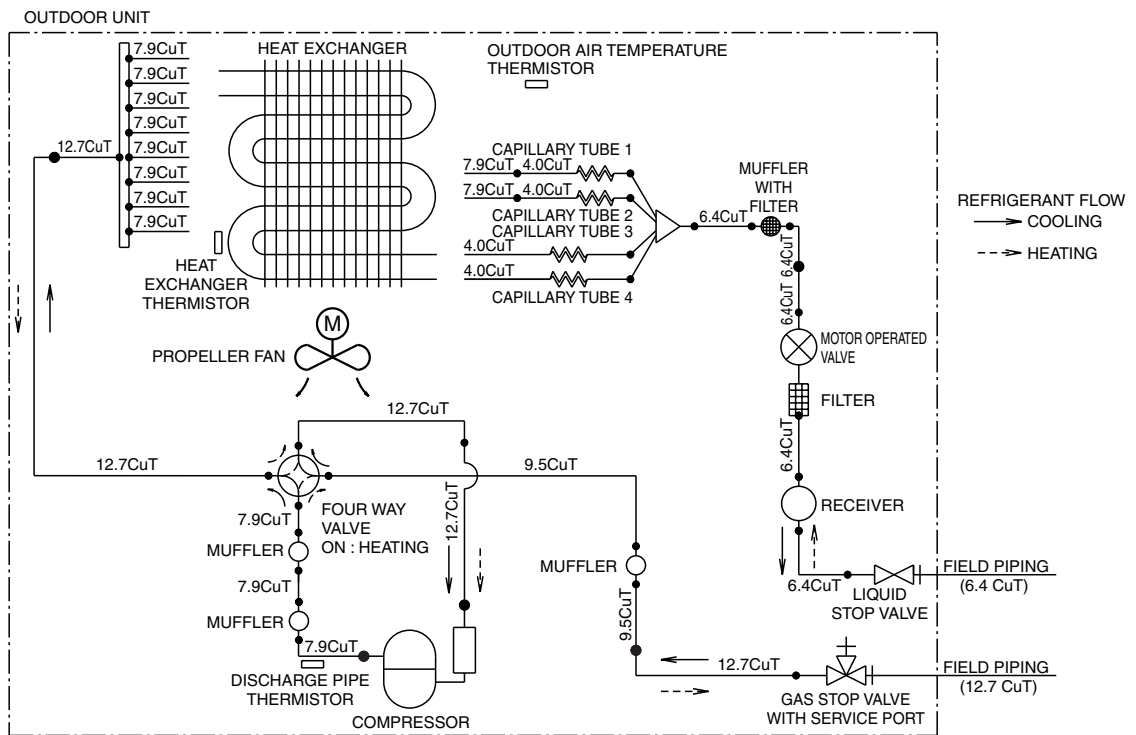 OUTDOOR UNIT
7.9CuT
7.9CuT
7.9CuT
7.9CuT
7.9CuT
7.9CuT
7.9CuT
7.9CuT
12.7CuT
HEAT EXCHANGER
OUTDOOR AIR TEMPERATURE
THERMISTOR
HEAT
EXCHANGER
THERMISTOR
CAPILLARY TUBE 1
7.9CuT
4.0CuT
7.9CuT
4.0CuT
CAPILLARY TUBE 2
CAPILLARY TUBE 3
4.0CuT
4.0CuT
CAPILLARY TUBE 4
6.4CuT
MUFFLER
WITH
FILTER
6.4CuT
6.4CuT
REFRIGERANT FLOW
COOLING
HEATING
M
PROPELLER FAN
MOTOR OPERATED
VALVE
FILTER
6.4CuT
RECEIVER
12.7CuT
12.7CuT
9.5CuT
12.7CuT
7.9CuT
FOUR WAY
VALVE
ON : HEATING
MUFFLER
7.9CuT
MUFFLER
7.9CuT
DISCHARGE PIPE
THERMISTOR
COMPRESSOR
MUFFLER
9.5CuT
6.4CuT
LIQUID
STOP VALVE
FIELD PIPING
(6.4 CuT)
12.7CuT
GAS STOP VALVE
WITH SERVICE PORT
FIELD PIPING
(12.7 CuT)